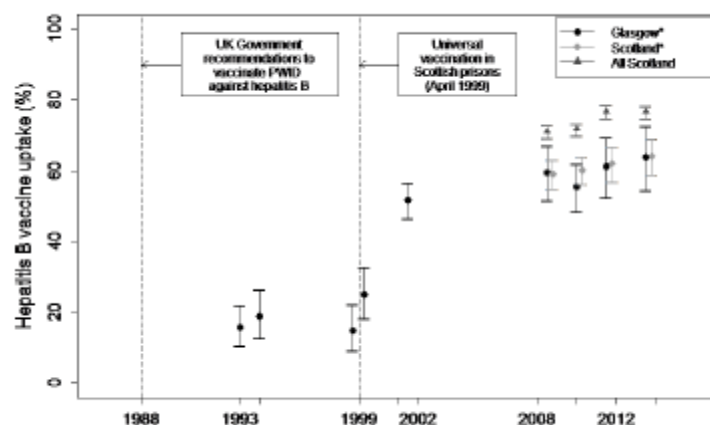 100
80
60
40
20
0
Hepatitis B vaccine uptake (%)
UK Government
recommendations to
vaccinate PWID
against hepatitis B
Universal
vaccination in
Scottish prisons
(April 1999)
Glasgow*
Scotland*
All Scotland
1988 1993 1999 2002 2008 2012